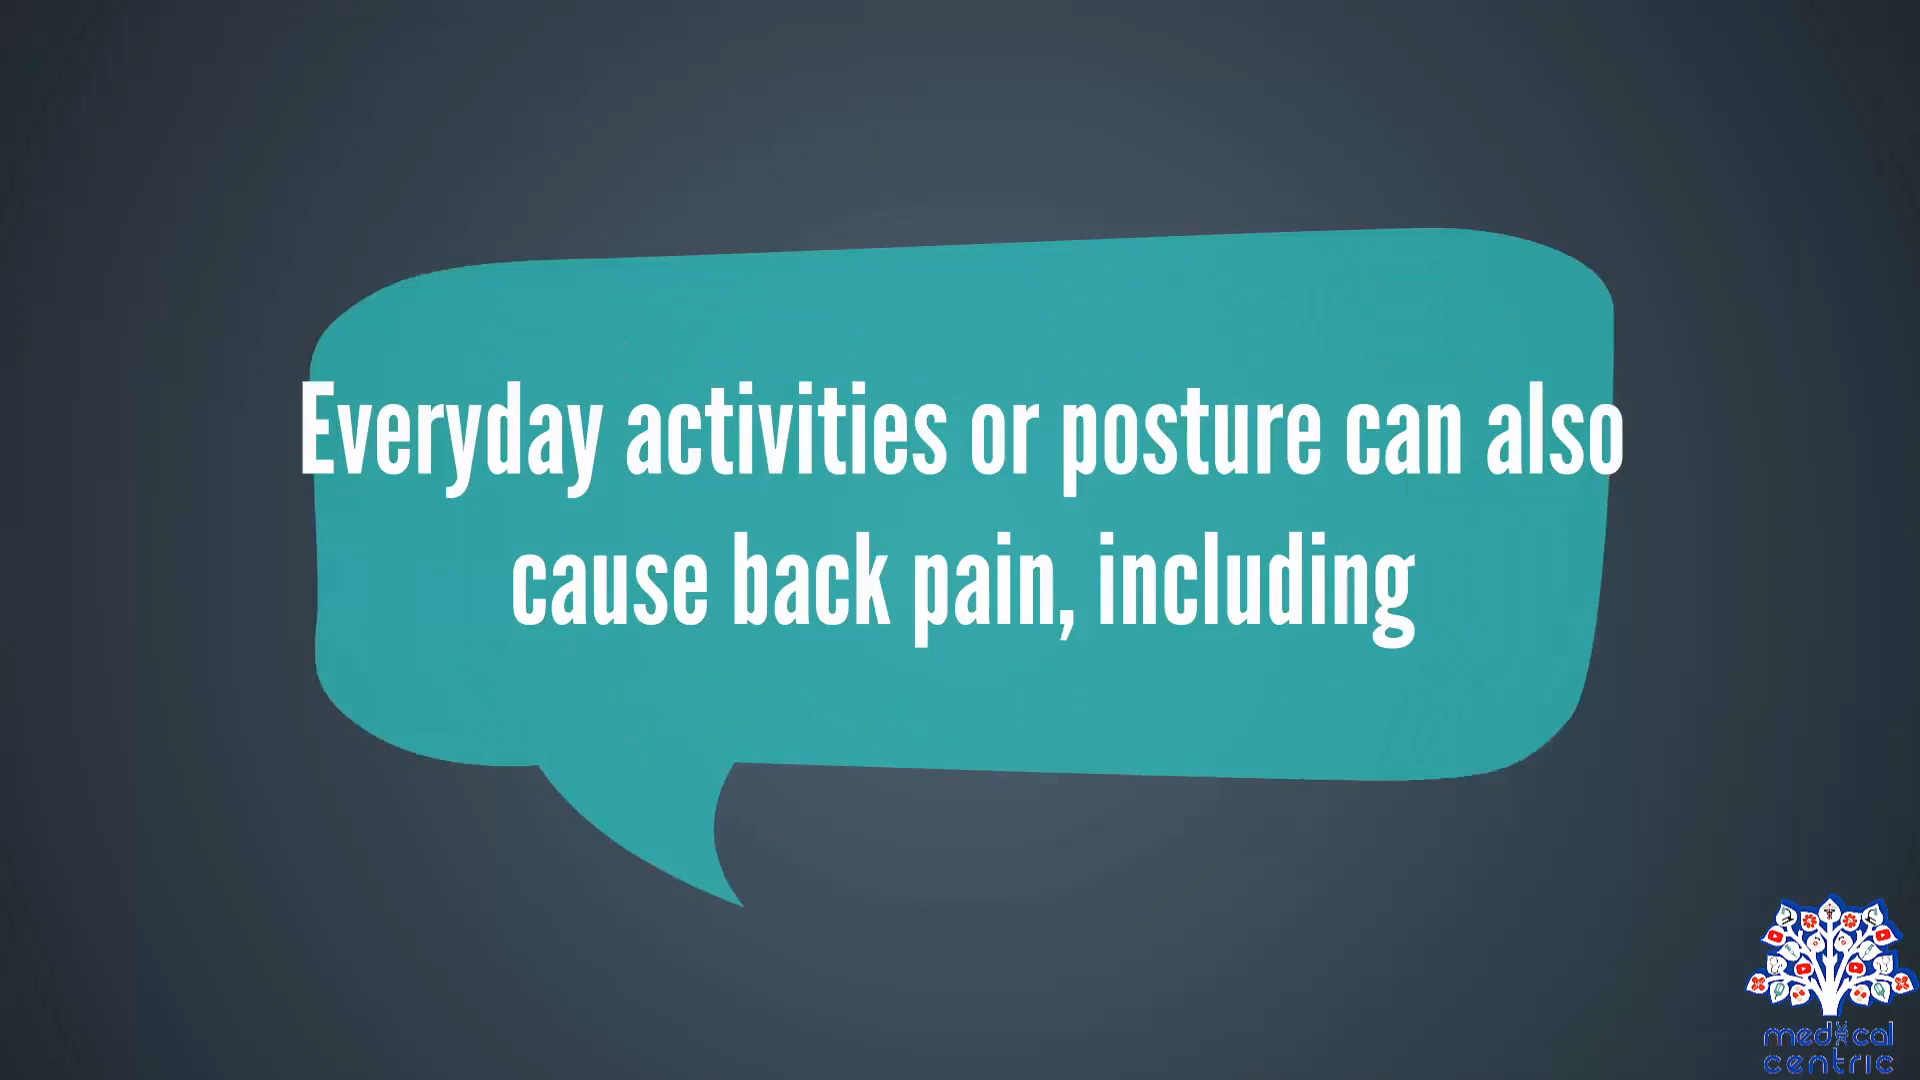 Everyday activities or posture can also
cause back pain, including
medical
centric